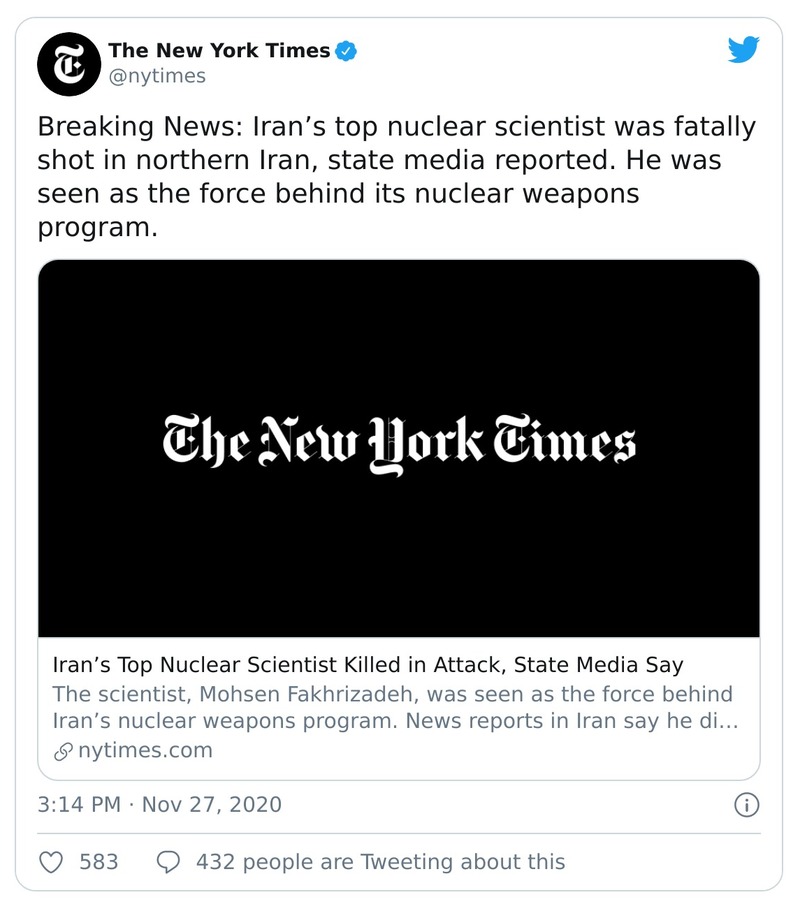 The New York Times
@nytimes
Breaking News: Iran’s top nuclear scientist was fatally
shot in northern Iran, state media reported. He was
seen as the force behind its nuclear weapons
program.
The New York Times
Iran’s Top Nuclear Scientist Killed in Attack, State Media Say
The scientist, Mohsen Fakhrizadeh, was seen as the force behind
Iran’s nuclear weapons program. News reports in Iran say he di…
nytimes.com
3:14 PM · Nov 27, 2020
583 432 people are Tweeting about this